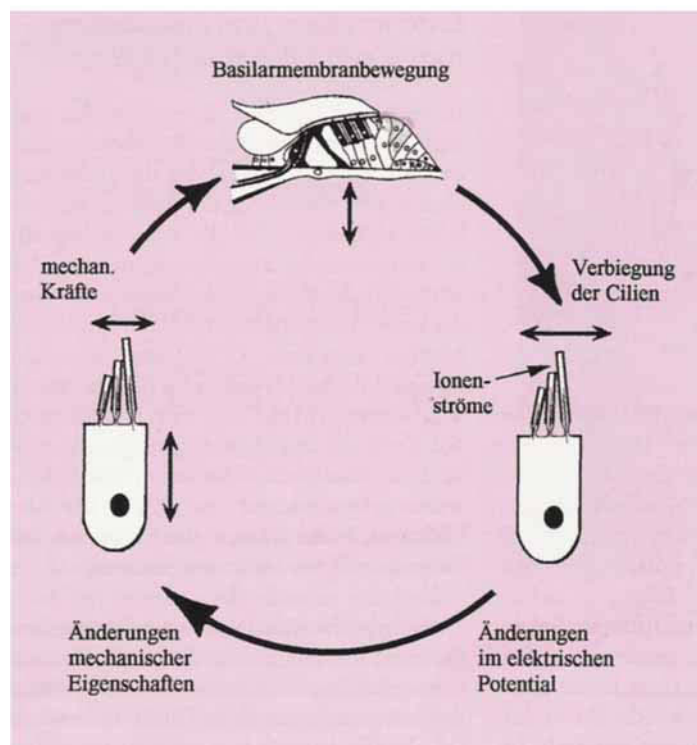 Basilarmembranbewegung
mechan.
Kräfte
Verbiegung
der Cilien
Ionen-
ströme
Änderungen
mechanischer
Eigenschaften
Änderungen
im elektrischen
Potential